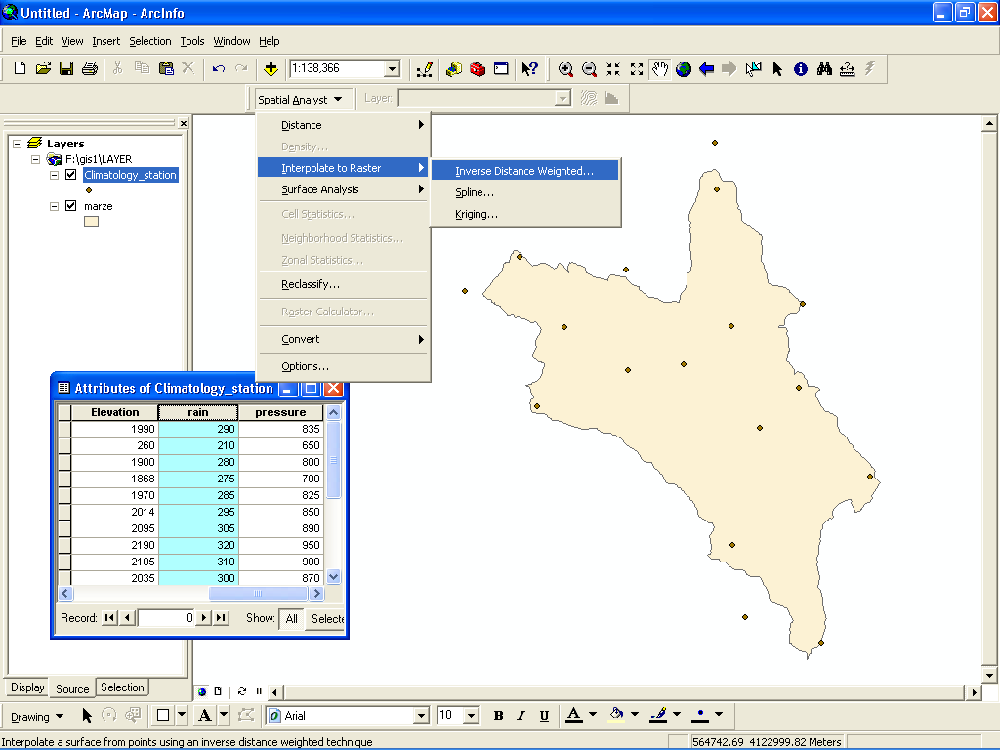 Untitled - ArcMap - ArcInfo
File Edit View Insert Selection Tools Window Help
1:138,366
Spatial Analyst Layer:
Layers
F:\gis1\LAYER
Climatology_station
marze
Distance
Density...
Interpolate to Raster
Surface Analysis
Cell Statistics...
Neighborhood Statistics...
Zonal Statistics...
Reclassify...
Raster Calculator...
Convert
Options...
Inverse Distance Weighted...
Spline...
Kriging...
Attributes of Climatology_station
Elevation rain pressure
1990 290 835
260 210 650
1900 280 800
1868 275 700
1970 285 825
2014 295 850
2095 305 890
2190 320 950
2105 310 900
2035 300 870
Record: 0 Show: All Selecte
Display Source Selection
Drawing A Arial 10 B I U A
Interpolate a surface from points using an inverse distance weighted technique
564742.69 4122999.82 Meters